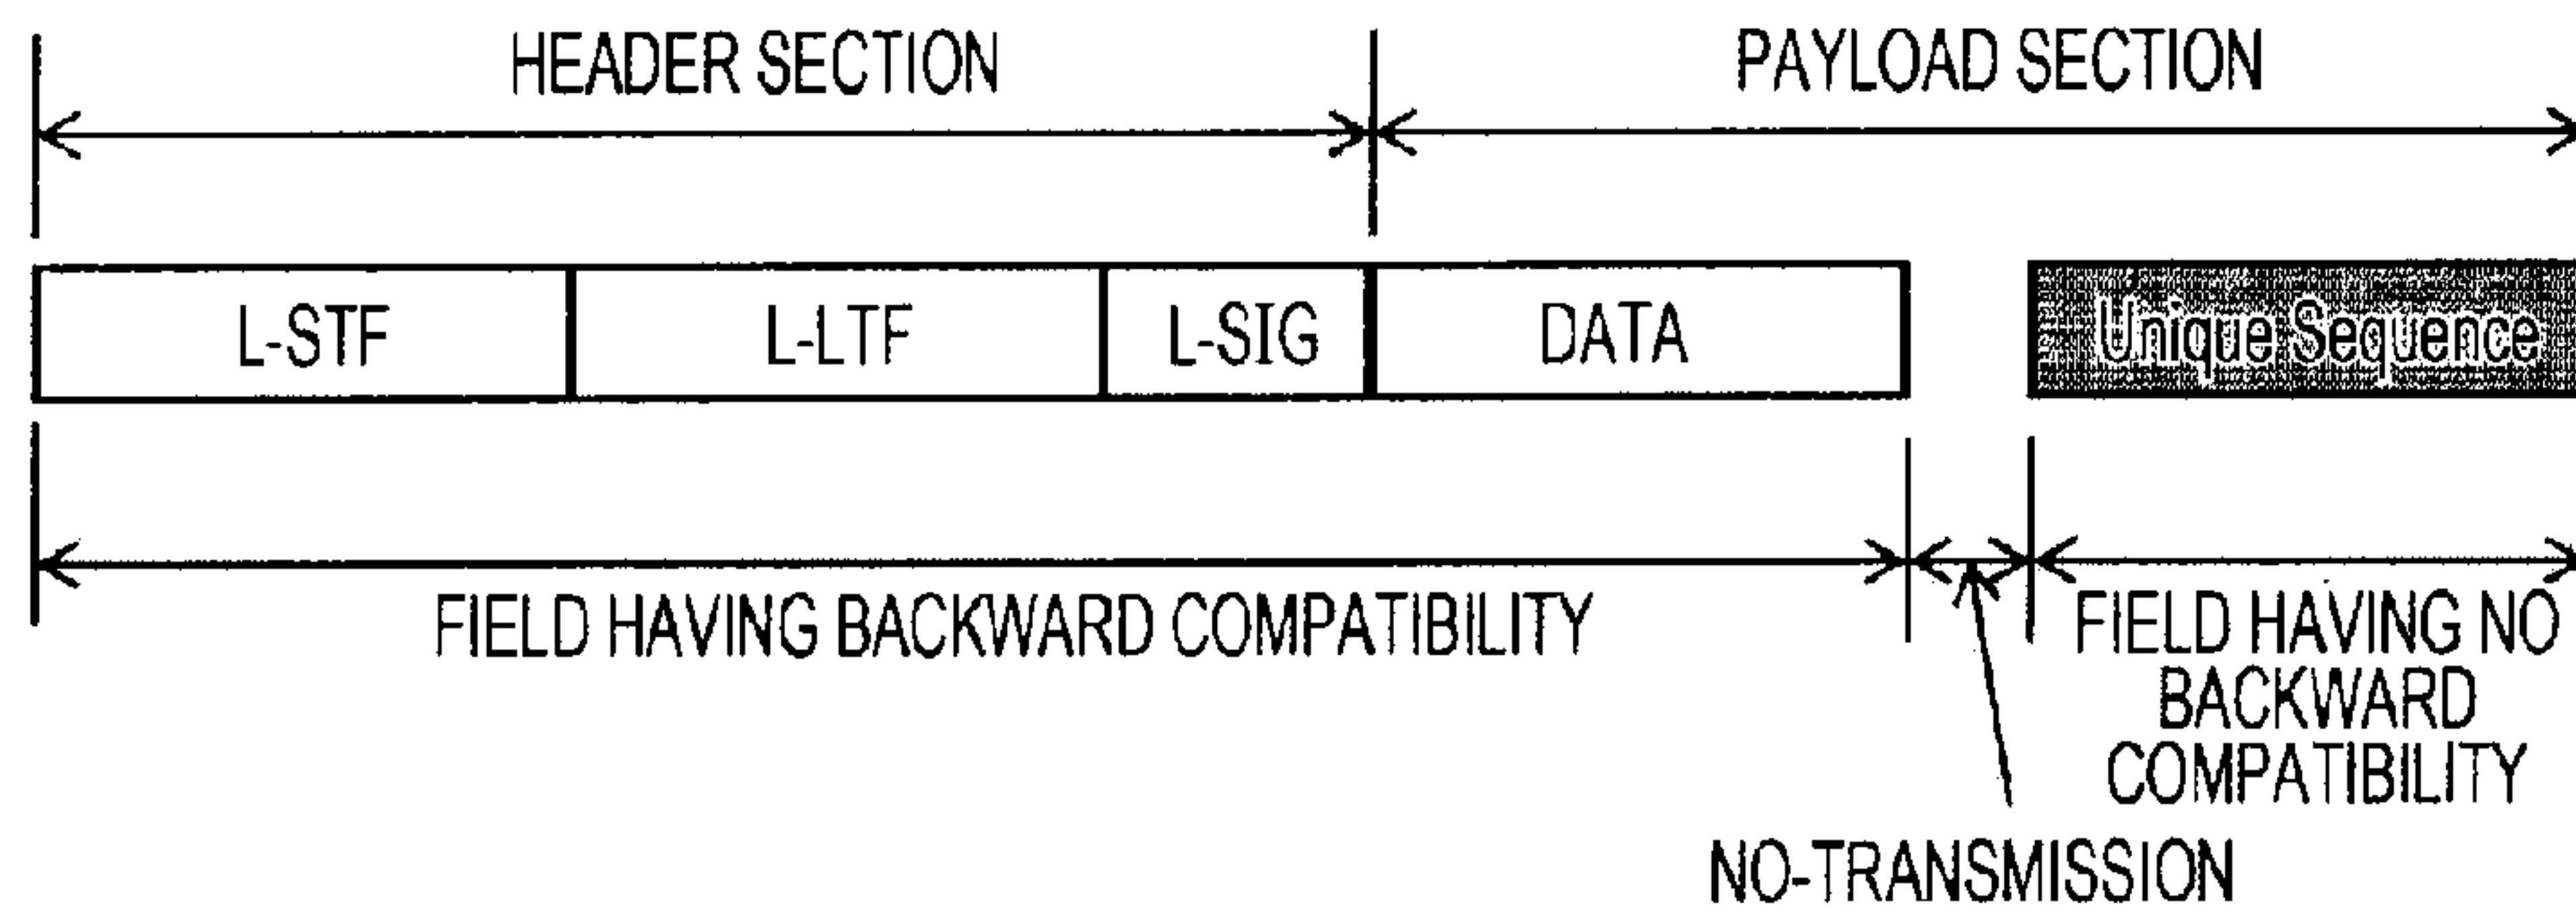 HEADER SECTION
PAYLOAD SECTION
L-STF
L-LTF
L-SIG
DATA
Unique Sequence
FIELD HAVING BACKWARD COMPATIBILITY
FIELD HAVING NO
BACKWARD
COMPATIBILITY
NO-TRANSMISSION